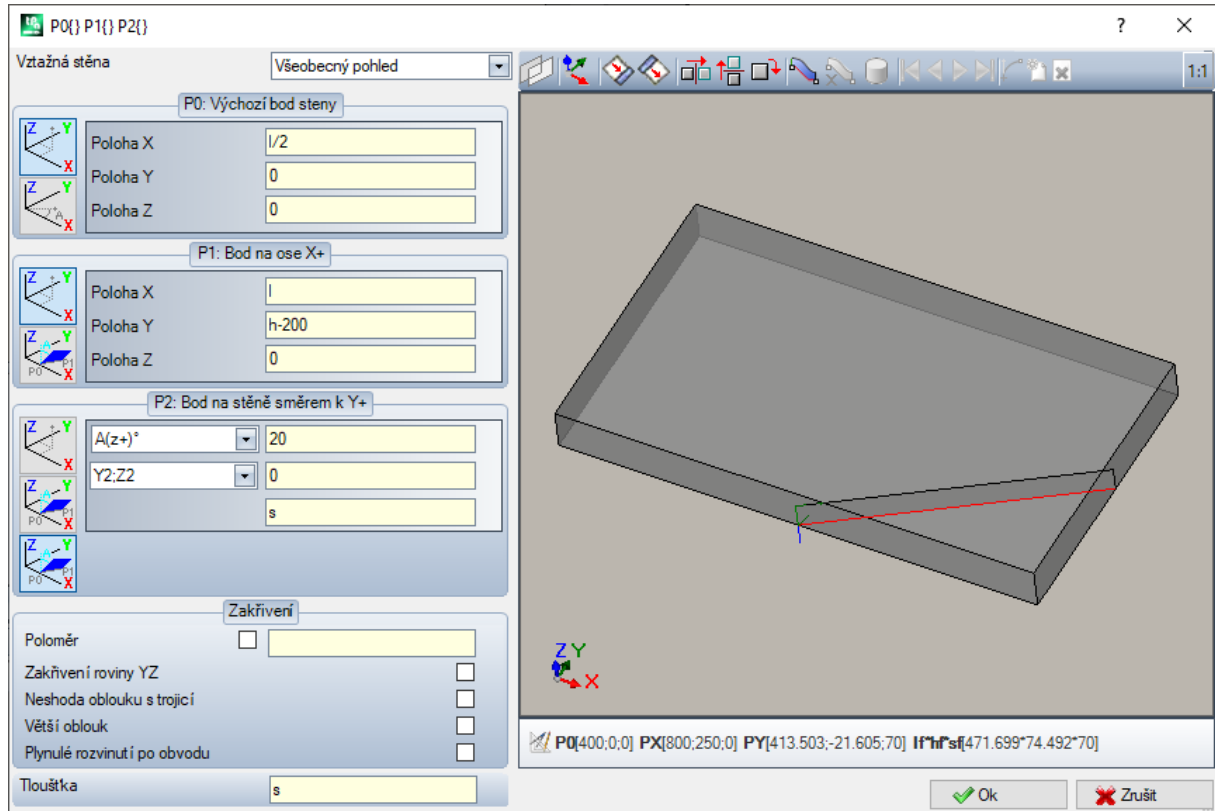 P0{} P1{} P2{}
?
Vztažná stěna Všeobecný pohled
1:1
P0: Výchozí bod steny
Poloha X l/2
Poloha Y 0
Poloha Z 0
P1: Bod na ose X+
Poloha X l
Poloha Y h-200
Poloha Z 0
P2: Bod na stěně směrem k Y+
A(z+)° 20
Y2;Z2 0
s
Zakřivení
Poloměr
Zakřivení roviny YZ
Neshoda oblouku s trojicí
Větší oblouk
Plynulé rozvinutí po obvodu
Tloušťka s
Z Y
X
P0[400;0;0] PX[800;250;0] PY[413.503;-21.605;70] lf*hf*sf[471.699*74.492*70]
Ok Zrušit